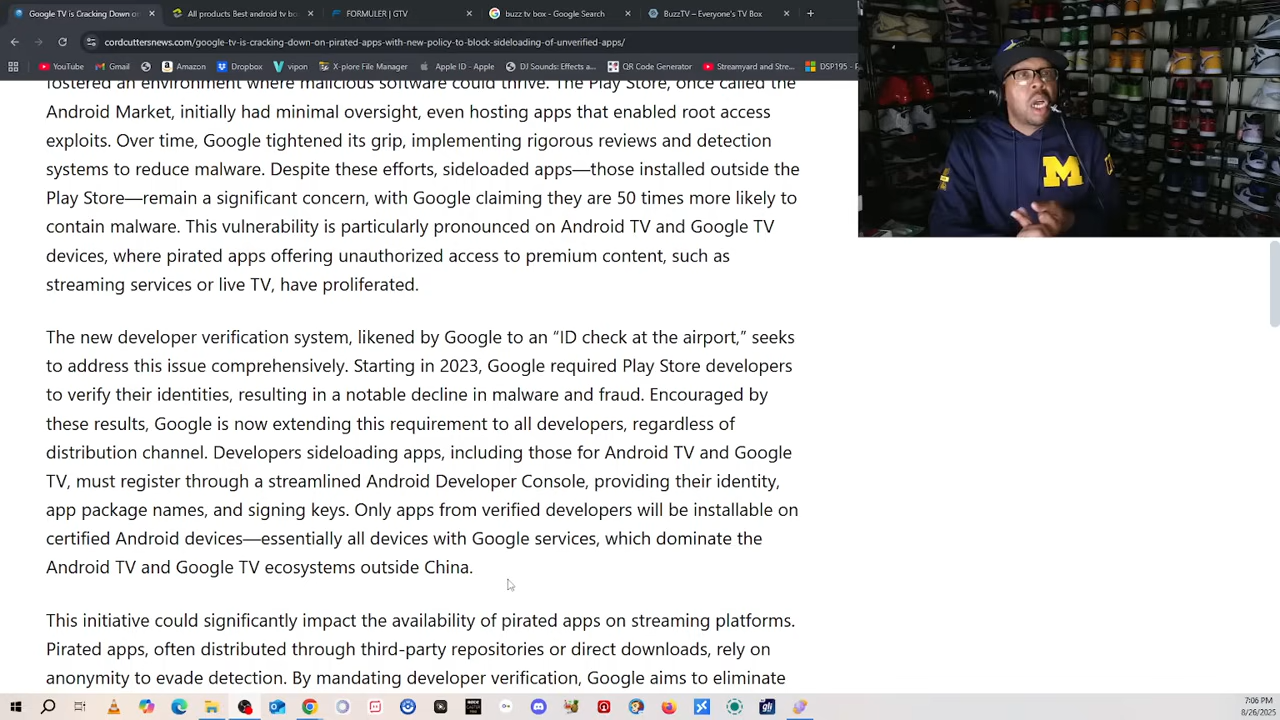 Google TV is Cracking Down on
All products Best android tv bo
FORMULER | GTV
buzz tv box - Google Search
BuzzTV – Everyone's TV Box
cordcuttersnews.com/google-tv-is-cracking-down-on-pirated-apps-with-new-policy-to-block-sideloading-of-unverified-apps/
YouTube
Gmail
Amazon
Dropbox
vipon
X-plore File Manager
Apple ID - Apple
DJ Sounds: Effects a...
QR Code Generator
Streamyard and Stre...
DSP195 -
fostered an environment where malicious software could thrive. The Play Store, once called the
Android Market, initially had minimal oversight, even hosting apps that enabled root access
exploits. Over time, Google tightened its grip, implementing rigorous reviews and detection
systems to reduce malware. Despite these efforts, sideloaded apps—those installed outside the
Play Store—remain a significant concern, with Google claiming they are 50 times more likely to
contain malware. This vulnerability is particularly pronounced on Android TV and Google TV
devices, where pirated apps offering unauthorized access to premium content, such as
streaming services or live TV, have proliferated.
The new developer verification system, likened by Google to an “ID check at the airport,” seeks
to address this issue comprehensively. Starting in 2023, Google required Play Store developers
to verify their identities, resulting in a notable decline in malware and fraud. Encouraged by
these results, Google is now extending this requirement to all developers, regardless of
distribution channel. Developers sideloading apps, including those for Android TV and Google
TV, must register through a streamlined Android Developer Console, providing their identity,
app package names, and signing keys. Only apps from verified developers will be installable on
certified Android devices—essentially all devices with Google services, which dominate the
Android TV and Google TV ecosystems outside China.
This initiative could significantly impact the availability of pirated apps on streaming platforms.
Pirated apps, often distributed through third-party repositories or direct downloads, rely on
anonymity to evade detection. By mandating developer verification, Google aims to eliminate
M
7:06 PM
8/26/2025